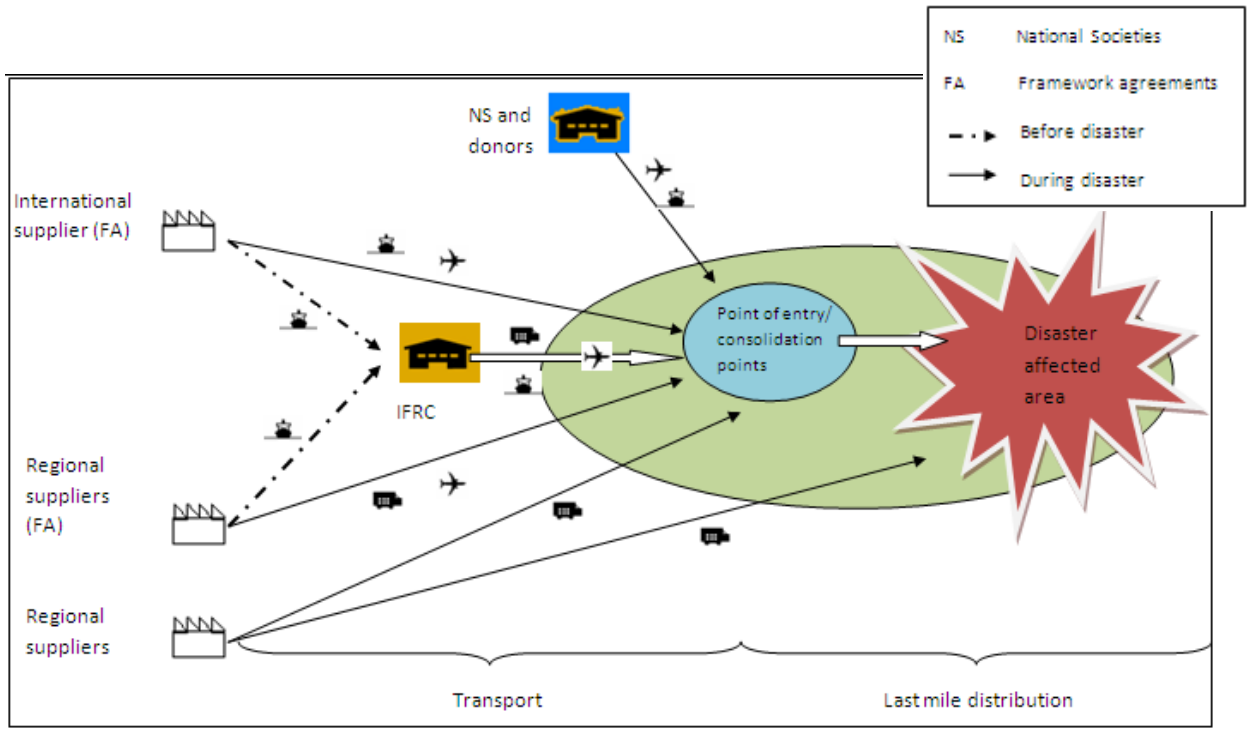 NS National Societies
FA Framework agreements
Before disaster
During disaster
NS and
donors
International
supplier (FA)
Point of entry/
consolidation
points
Disaster
affected
area
IFRC
Regional
suppliers
(FA)
Regional
suppliers
Transport
Last mile distribution